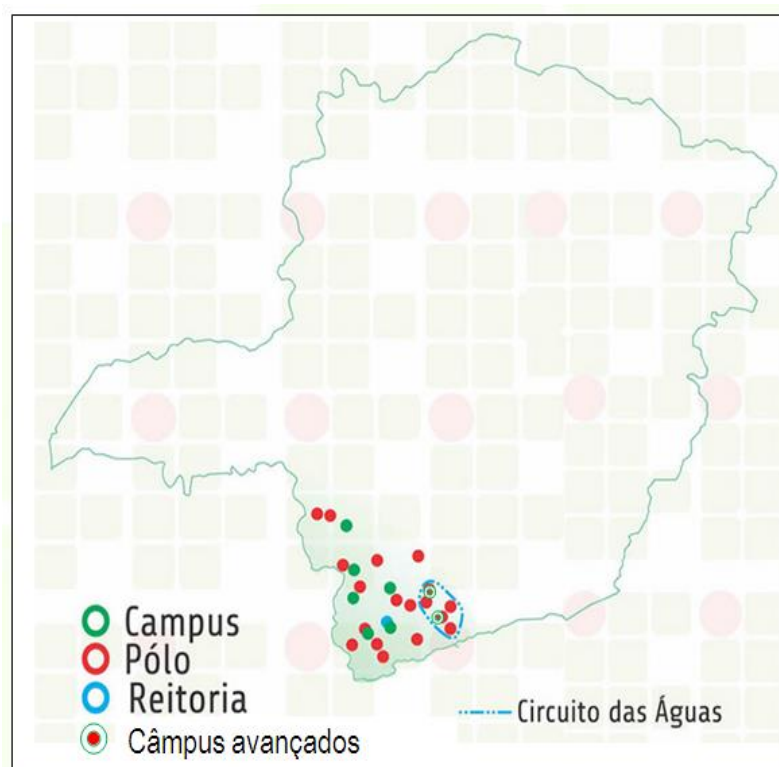 Campus
Pólo
Reitoria
Câmpus avançados
Circuito das Águas